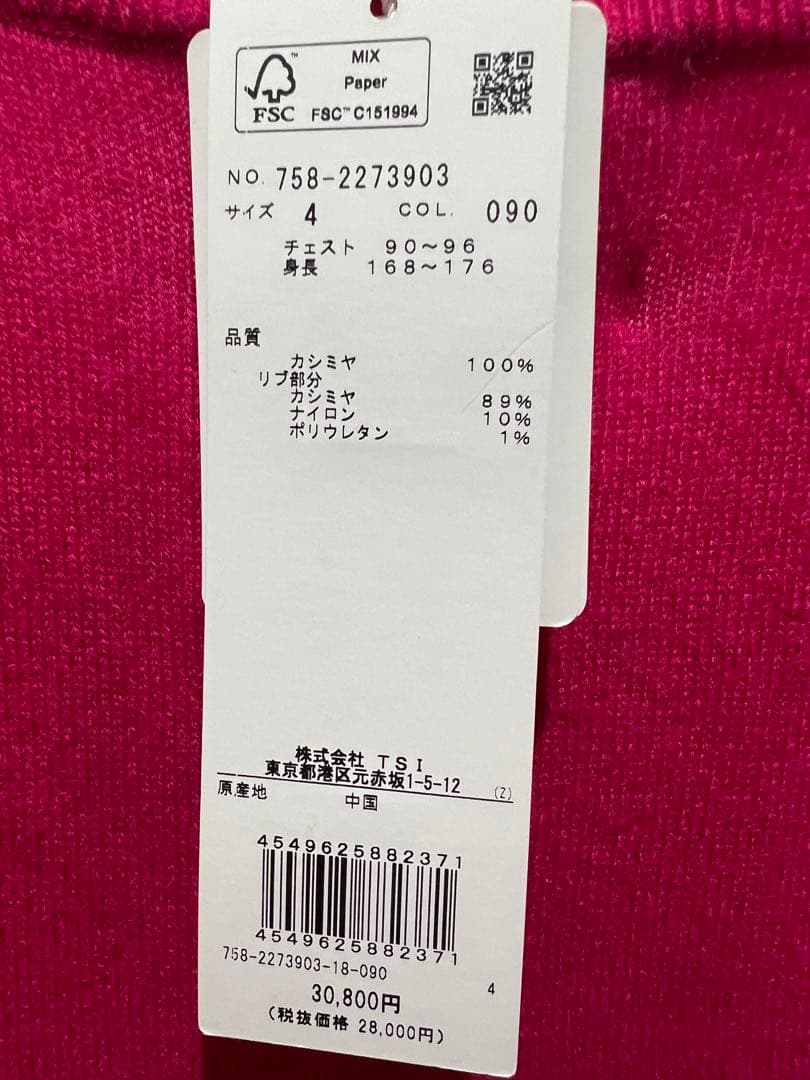 MIX
Paper
FSC™ C151994
FSC™
NO. 758-2273903
サイズ 4 COL. 090
チェスト 90～96
身長 168～176
品質
カシミヤ 100%
リブ部分
カシミヤ 89%
ナイロン 10%
ポリウレタン 1%
株式会社 TSI
東京都港区元赤坂1-5-12 (Z)
原産地 中国
4549625882371
4549625882371
758-2273903-18-090
4
30,800円
(税抜価格 28,000円)